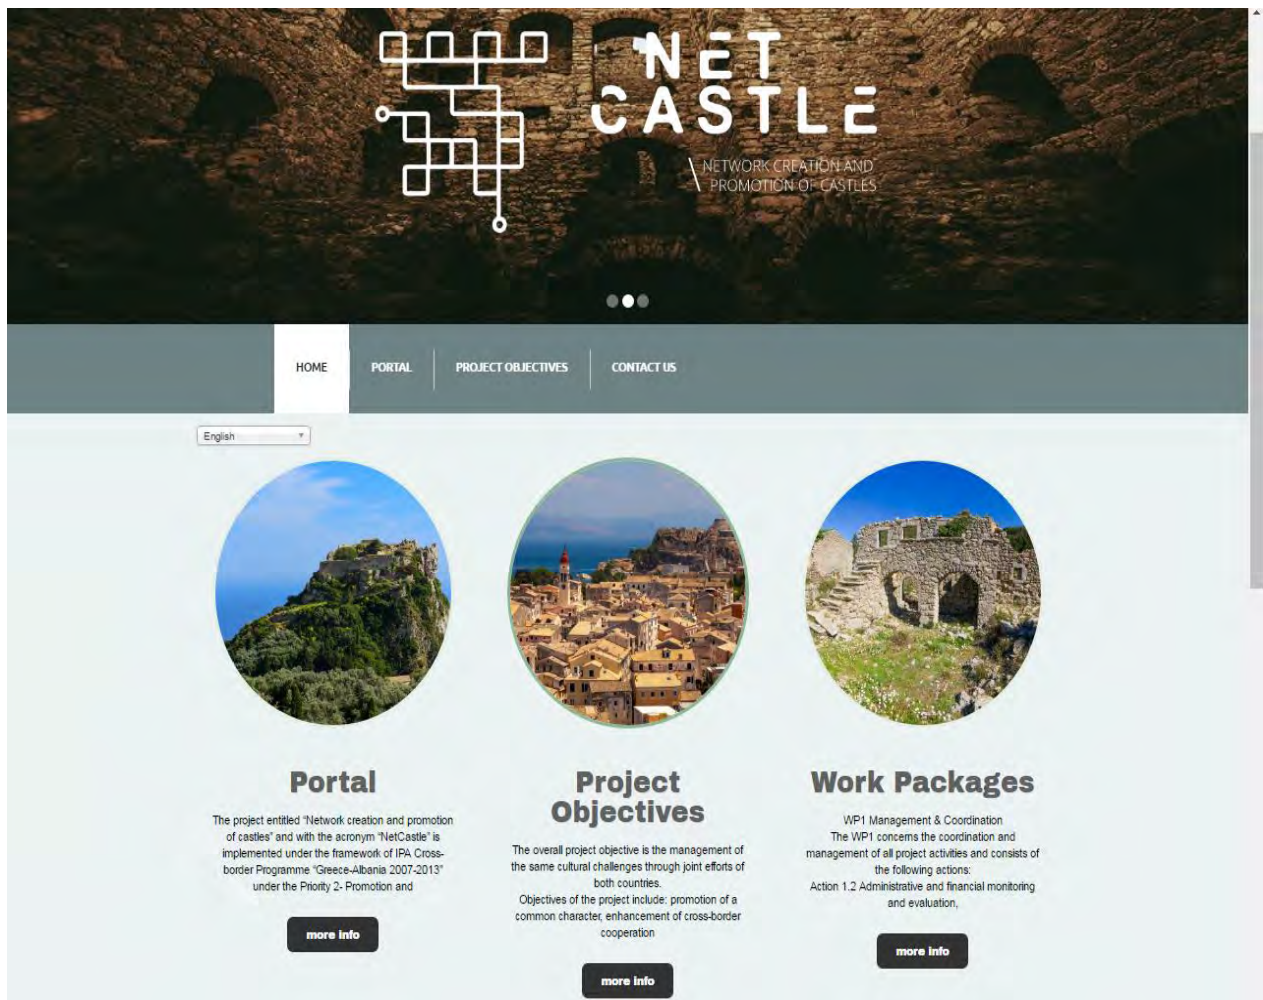 NET
CASTLE
NETWORK CREATION AND
PROMOTION OF CASTLES
HOME
PORTAL
PROJECT OBJECTIVES
CONTACT US
English
Portal
The project entitled “Network creation and promotion
of castles” and with the acronym “NetCastle” is
implemented under the framework of IPA Cross-
border Programme “Greece-Albania 2007-2013”
under the Priority 2- Promotion and
more info
Project
Objectives
The overall project objective is the management of
the same cultural challenges through joint efforts of
both countries.
Objectives of the project include: promotion of a
common character, enhancement of cross-border
cooperation
more info
Work Packages
WP1 Management & Coordination
The WP1 concerns the coordination and
management of all project activities and consists of
the following actions:
Action 1.2 Administrative and financial monitoring
and evaluation,
more info